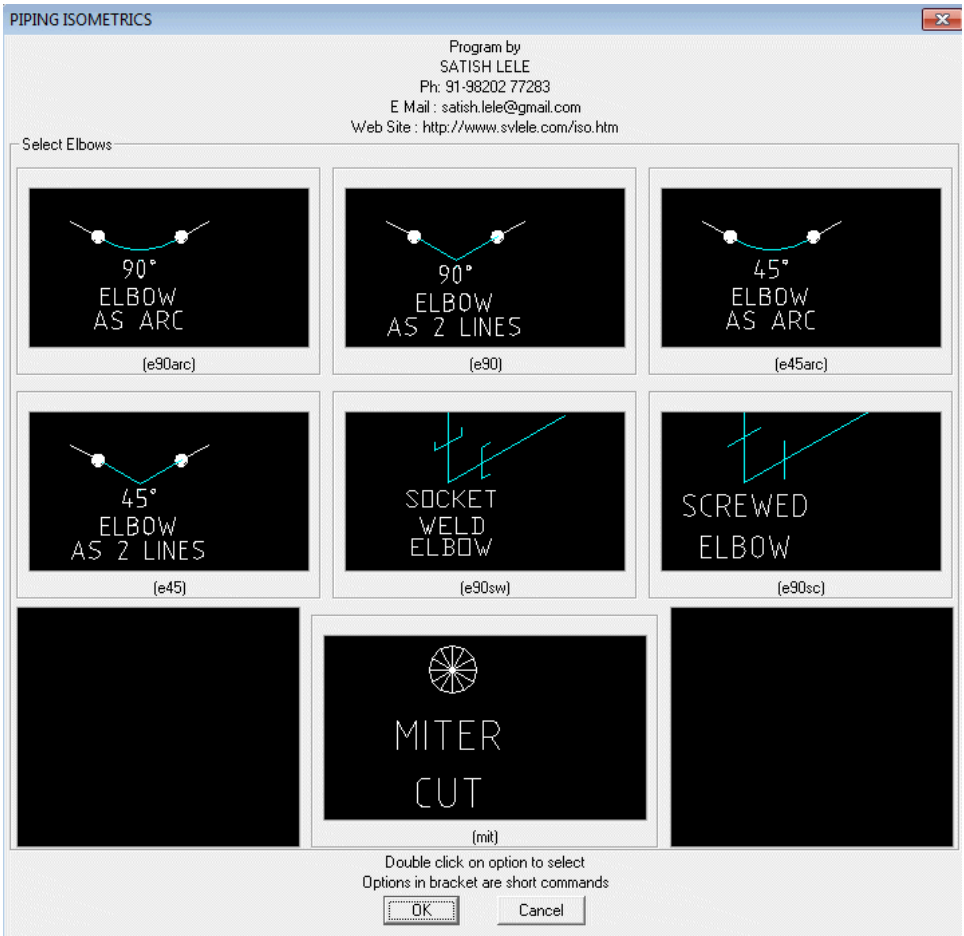 PIPING ISOMETRICS
Program by
SATISH LELE
Ph: 91-98202 77283
E Mail : satish.lele@gmail.com
Web Site : http://www.svlele.com/iso.htm
Select Elbows
90°
ELBOW
AS ARC
(e90arc)
90°
ELBOW
AS 2 LINES
(e90)
45°
ELBOW
AS ARC
(e45arc)
45°
ELBOW
AS 2 LINES
(e45)
SOCKET
WELD
ELBOW
(e90sw)
SCREWED
ELBOW
(e90sc)
MITER
CUT
(mit)
Double click on option to select
Options in bracket are short commands
OK
Cancel